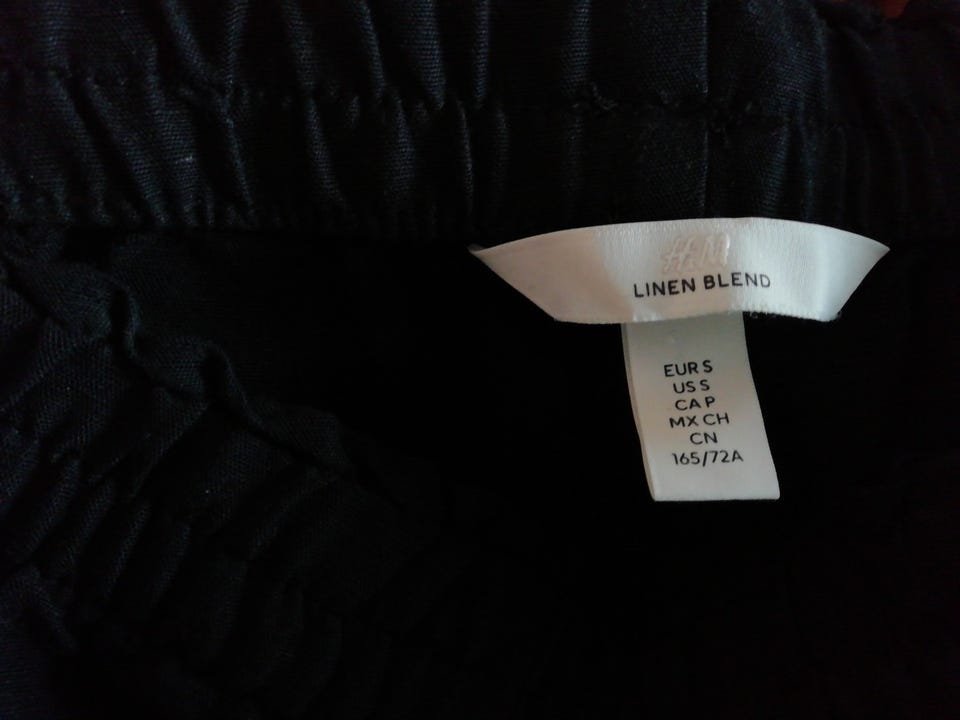 H&M
LINEN BLEND
EUR S
US S
CA P
MX CH
CN
165/72A